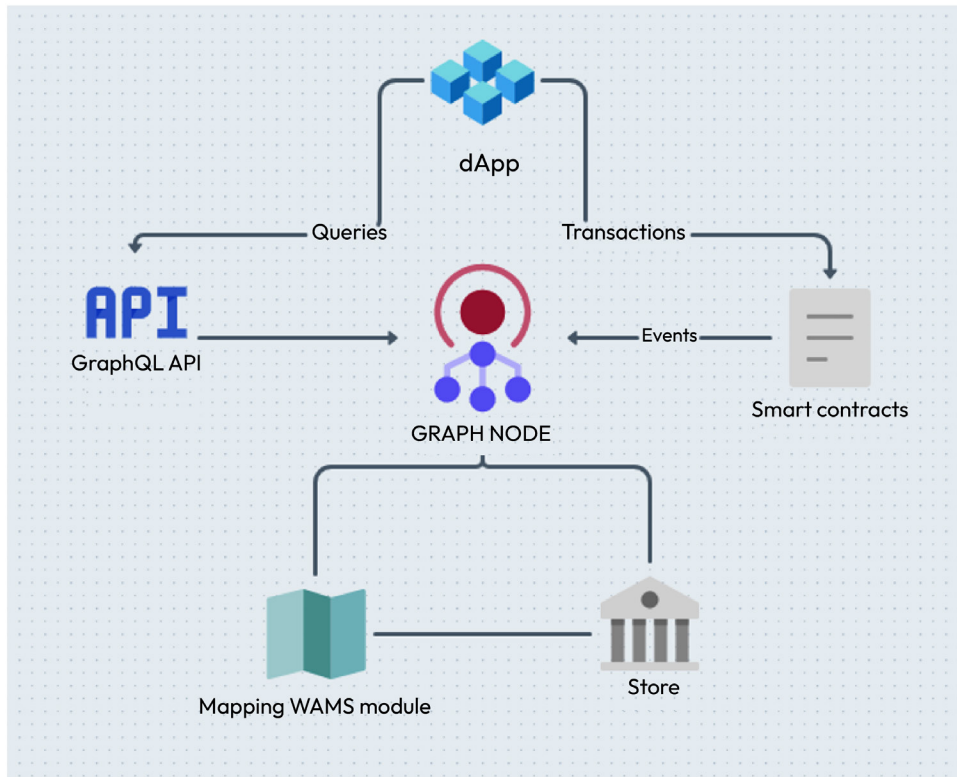 dApp
Queries
Transactions
API
GraphQL API
Events
Smart contracts
GRAPH NODE
Mapping WAMS module
Store